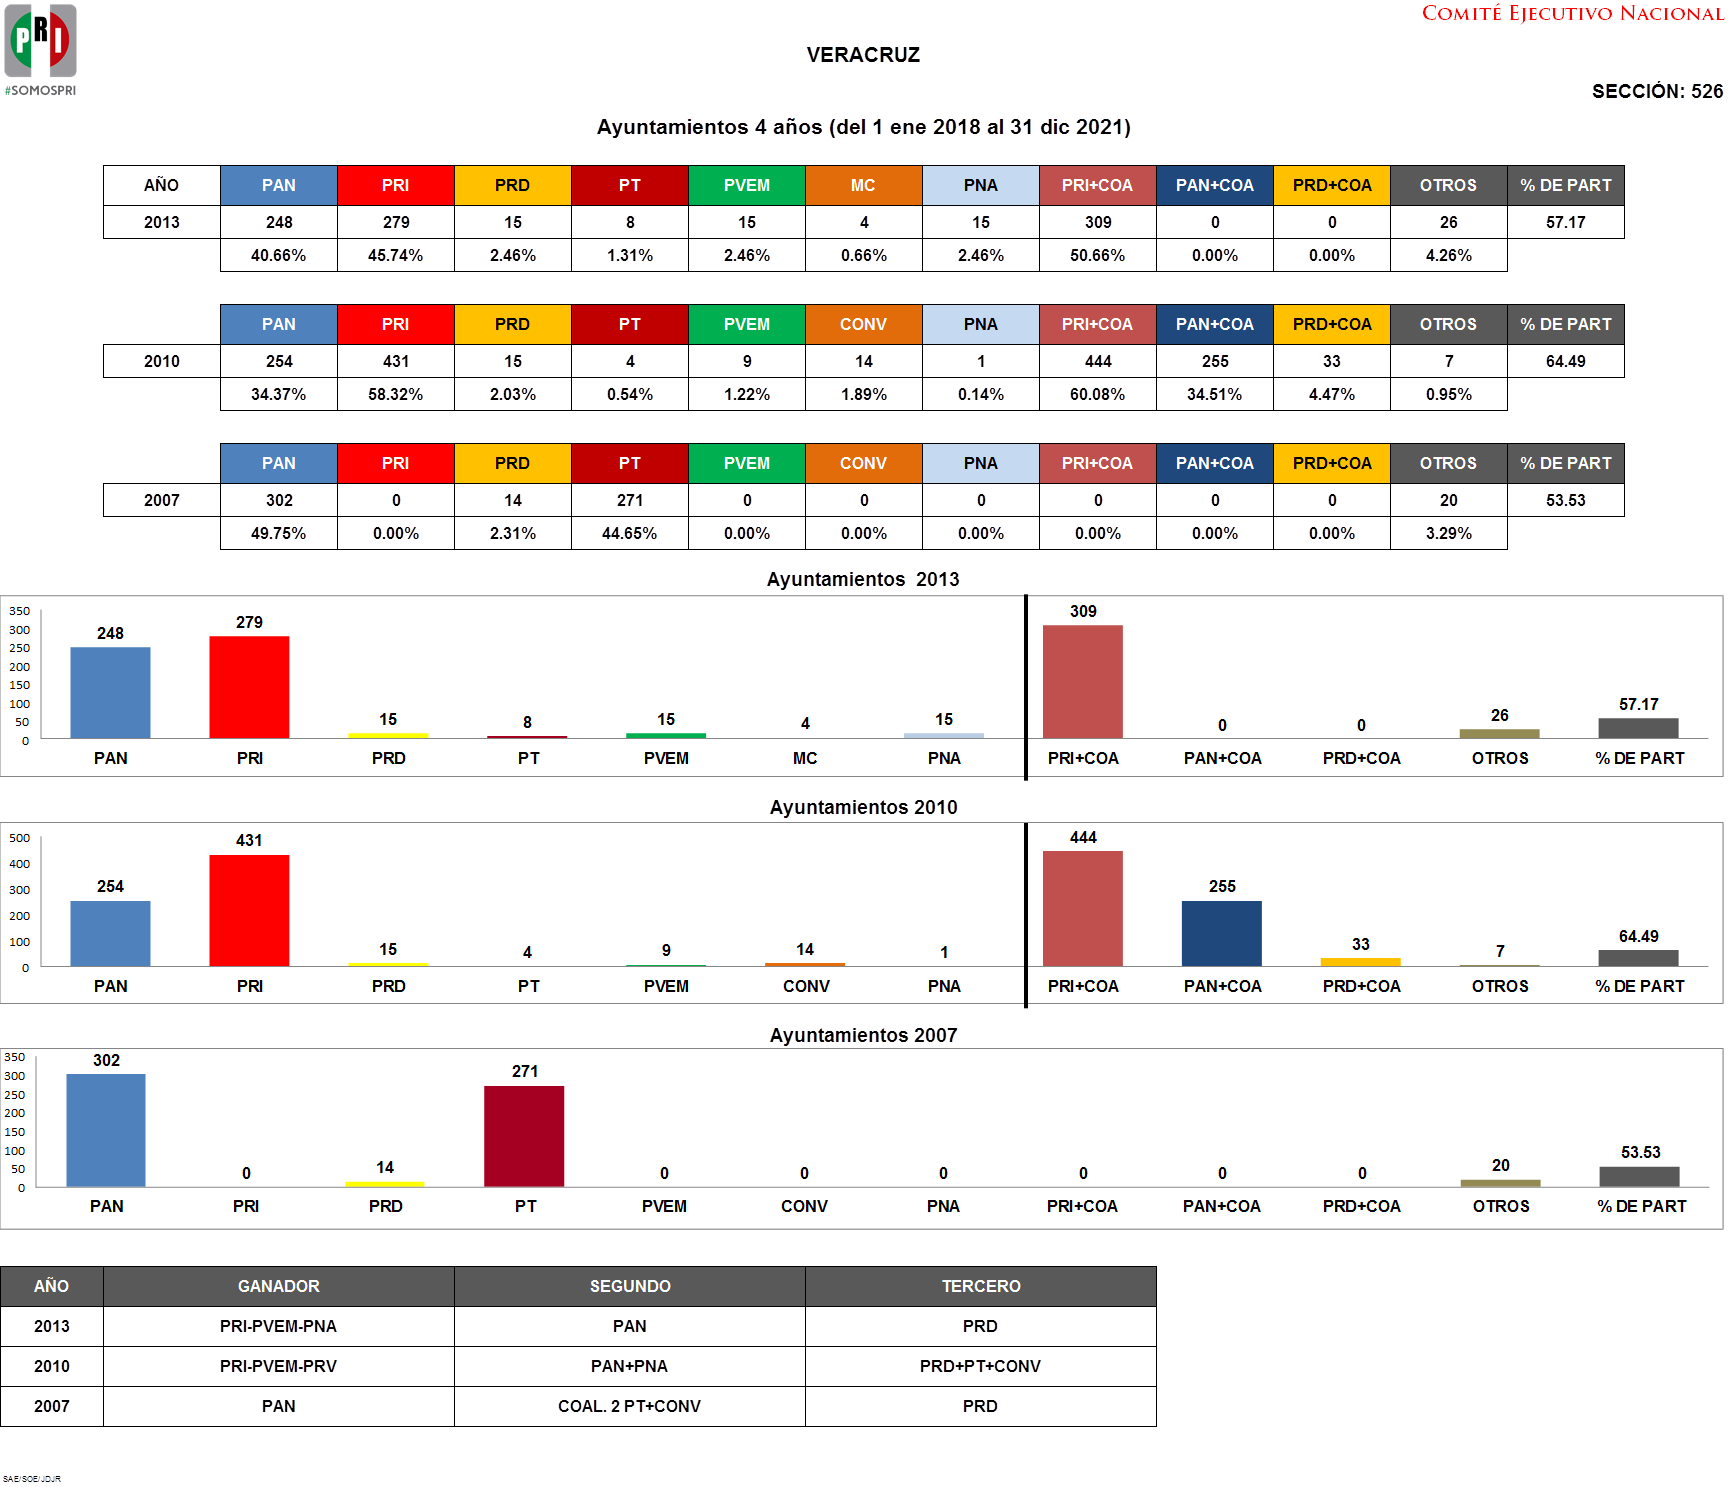 PRI
#SOMOSPRI
COMITÉ EJECUTIVO NACIONAL
VERACRUZ
SECCIÓN: 526
Ayuntamientos 4 años (del 1 ene 2018 al 31 dic 2021)
AÑO PAN PRI PRD PT PVEM MC PNA PRI+COA PAN+COA PRD+COA OTROS % DE PART
2013 248 279 15 8 15 4 15 309 0 0 26 57.17
40.66% 45.74% 2.46% 1.31% 2.46% 0.66% 2.46% 50.66% 0.00% 0.00% 4.26%
PAN PRI PRD PT PVEM CONV PNA PRI+COA PAN+COA PRD+COA OTROS % DE PART
2010 254 431 15 4 9 14 1 444 255 33 7 64.49
34.37% 58.32% 2.03% 0.54% 1.22% 1.89% 0.14% 60.08% 34.51% 4.47% 0.95%
PAN PRI PRD PT PVEM CONV PNA PRI+COA PAN+COA PRD+COA OTROS % DE PART
2007 302 0 14 271 0 0 0 0 0 0 20 53.53
49.75% 0.00% 2.31% 44.65% 0.00% 0.00% 0.00% 0.00% 0.00% 0.00% 3.29%
Ayuntamientos 2013
350
300
250
200
150
100
50
0
248 279 15 8 15 4 15 309 0 0 26 57.17
PAN PRI PRD PT PVEM MC PNA PRI+COA PAN+COA PRD+COA OTROS % DE PART
Ayuntamientos 2010
500
400
300
200
100
0
254 431 15 4 9 14 1 444 255 33 7 64.49
PAN PRI PRD PT PVEM CONV PNA PRI+COA PAN+COA PRD+COA OTROS % DE PART
Ayuntamientos 2007
350
300
250
200
150
100
50
0
302 0 14 271 0 0 0 0 0 0 20 53.53
PAN PRI PRD PT PVEM CONV PNA PRI+COA PAN+COA PRD+COA OTROS % DE PART
AÑO GANADOR SEGUNDO TERCERO
2013 PRI-PVEM-PNA PAN PRD
2010 PRI-PVEM-PRV PAN+PNA PRD+PT+CONV
2007 PAN COAL. 2 PT+CONV PRD
SAE/SOE/JDJR